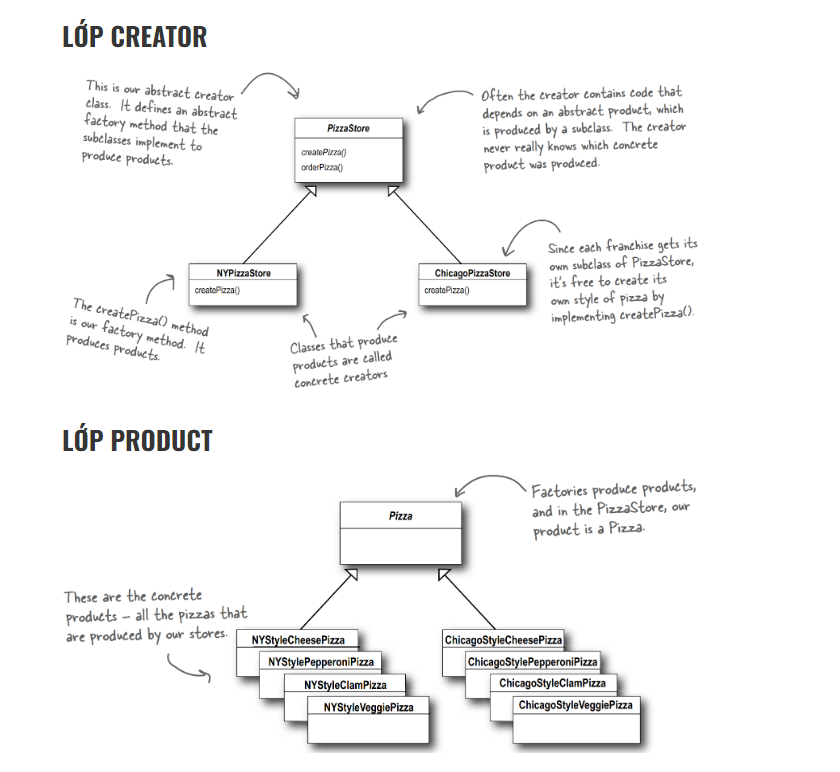 LỚP CREATOR
This is our abstract creator
class. It defines an abstract
factory method that the
subclasses implement to
produce products.
Often the creator contains code that
depends on an abstract product, which
is produced by a subclass. The creator
never really knows which concrete
product was produced.
PizzaStore
createPizza()
orderPizza()
NYPizzaStore
createPizza()
ChicagoPizzaStore
createPizza()
Since each franchise gets its
own subclass of PizzaStore,
it's free to create its
own style of pizza by
implementing createPizza().
The createPizza() method
is our factory method. It
produces products.
Classes that produce
products are called
concrete creators
LỚP PRODUCT
Pizza
Factories produce products,
and in the PizzaStore, our
product is a Pizza.
These are the concrete
products – all the pizzas that
are produced by our stores.
NYStyleCheesePizza
NYStylePepperoniPizza
NYStyleClamPizza
NYStyleVeggiePizza
ChicagoStyleCheesePizza
ChicagoStylePepperoniPizza
ChicagoStyleClamPizza
ChicagoStyleVeggiePizza